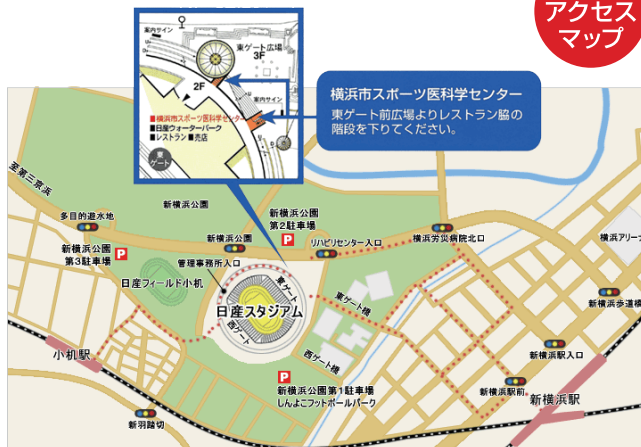 アクセス
マップ
案内サイン
東ゲート広場
3F
2F
案内サイン
■横浜市スポーツ医科学センター
■日産ウォーターパーク
■レストラン ■売店
東
ゲート
横浜市スポーツ医科学センター
東ゲート前広場よりレストラン脇の
階段を下りてください。
至第三京浜
新横浜公園
多目的遊水地
新横浜公園
第3駐車場
P
新横浜公園
新横浜公園
第2駐車場
P
リハビリセンター入口
横浜労災病院北口
横浜アリーナ
管理事務所入口
日産フィールド小机
東ゲート
日産スタジアム
西ゲート
東ゲート橋
西ゲート橋
新横浜歩道橋
小机駅
新横浜駅入口
P
新横浜公園第1駐車場
しんよこフットボールパーク
新横浜駅前
新横浜駅
新羽踏切